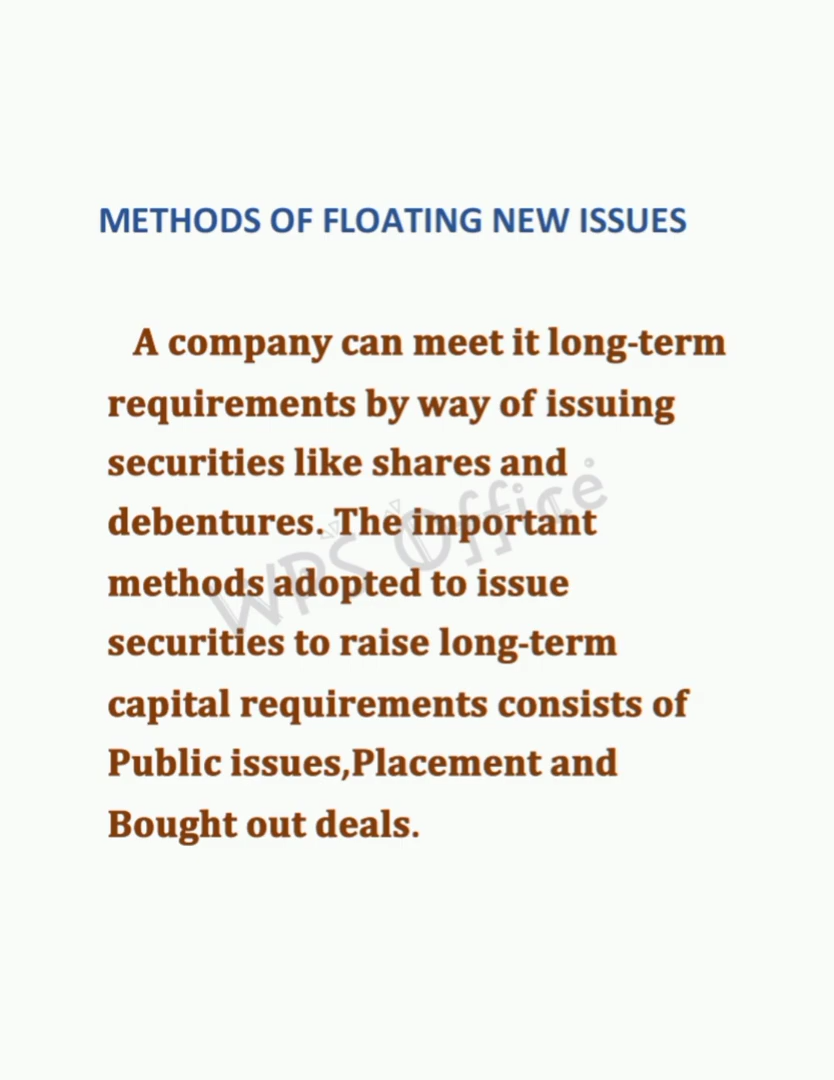 METHODS OF FLOATING NEW ISSUES
A company can meet it long-term
requirements by way of issuing
securities like shares and
debentures. The important
methods adopted to issue
securities to raise long-term
capital requirements consists of
Public issues,Placement and
Bought out deals.
WPS Office